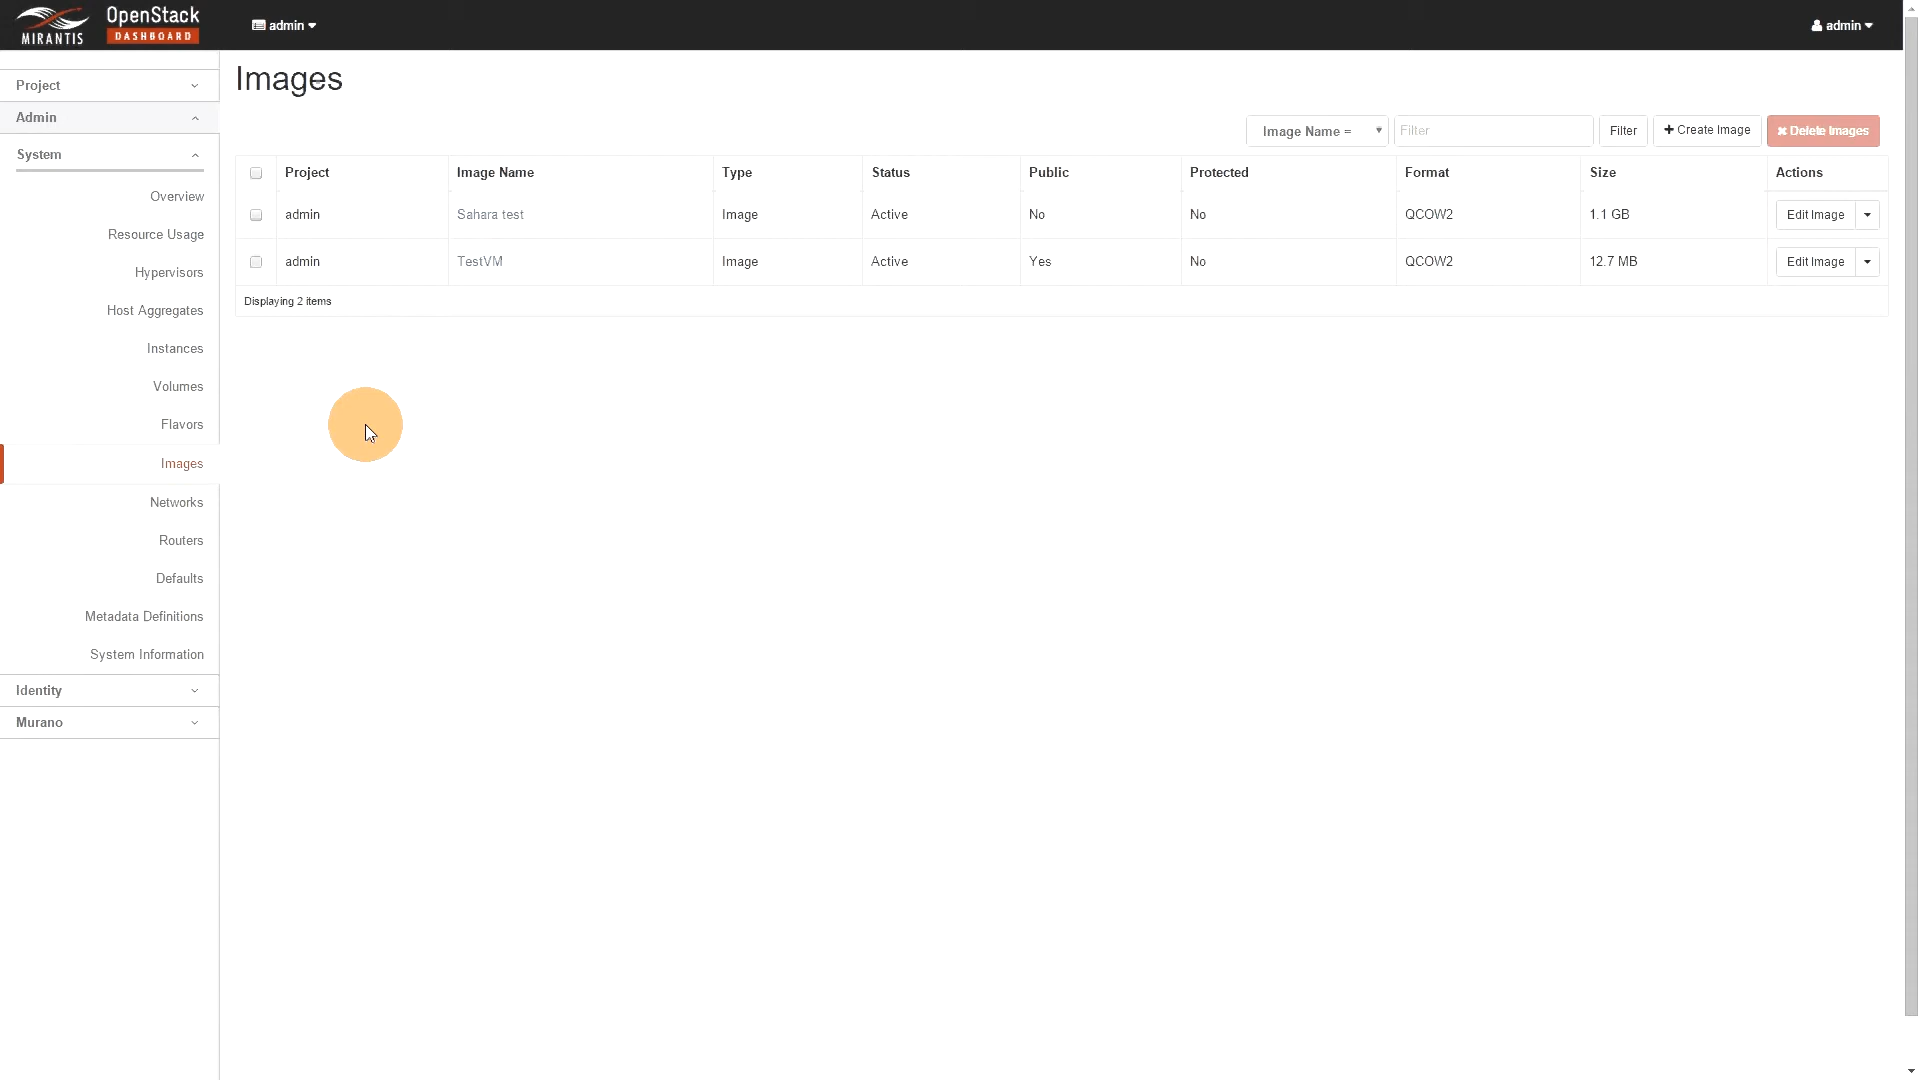 MIRANTIS
OpenStack
DASHBOARD
admin
admin
Project
Admin
System
Overview
Resource Usage
Hypervisors
Host Aggregates
Instances
Volumes
Flavors
Images
Networks
Routers
Defaults
Metadata Definitions
System Information
Identity
Murano
Images
Image Name = Filter Filter + Create Image × Delete Images
Project Image Name Type Status Public Protected Format Size Actions
admin Sahara test Image Active No No QCOW2 1.1 GB Edit Image
admin TestVM Image Active Yes No QCOW2 12.7 MB Edit Image
Displaying 2 items